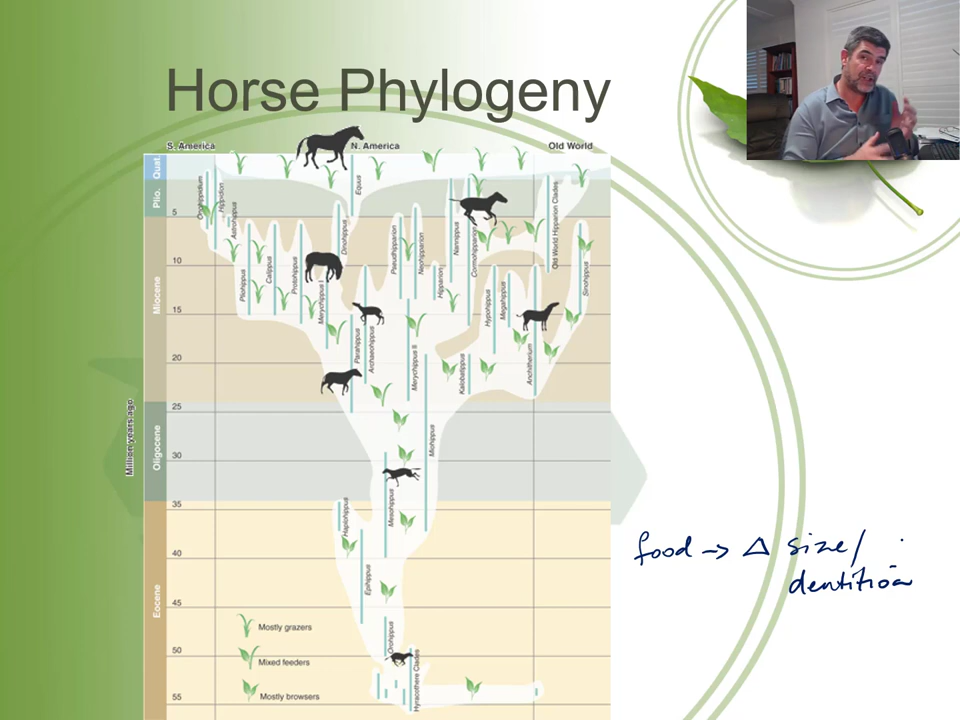 Horse Phylogeny
S. America
N. America
Old World
Quat.
Plio.
Miocene
Oligocene
Eocene
Million years ago
5
10
15
20
25
30
35
40
45
50
55
Onohippidium
Hippidion
Astrohippus
Pliohippus
Calippus
Protohippus
Merychippus I
Dinohippus
Equus
Parahippus
Archaeohippus
Pseudhipparion
Neohipparion
Merychippus II
Hipparion
Nannippus
Cormohipparion
Hypohippus
Megahippus
Old World Hipparion Clades
Sinohippus
Anchitherium
Kalobatippus
Miohippus
Mesohippus
Haplohippus
Epihippus
Orohippus
Hyracothere Clades
Mostly grazers
Mixed feeders
Mostly browsers
food -> Δ size/
dentition